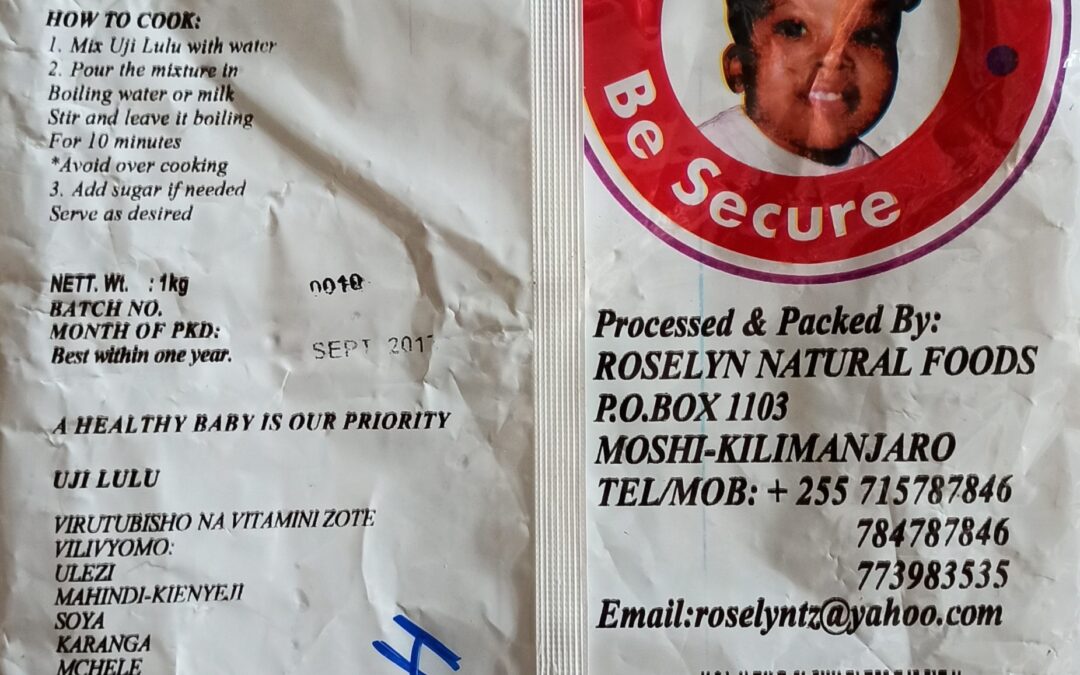 HOW TO COOK:
1. Mix Uji Lulu with water
2. Pour the mixture in
Boiling water or milk
Stir and leave it boiling
For 10 minutes
*Avoid over cooking
3. Add sugar if needed
Serve as desired
NETT. Wt. : 1kg
BATCH NO. 0010
MONTH OF PKD:
Best within one year. SEPT 2017
A HEALTHY BABY IS OUR PRIORITY
UJI LULU
VIRUTUBISHO NA VITAMINI ZOTE
VILIVYOMO:
ULEZI
MAHINDI-KIENYEJI
SOYA
KARANGA
MCHELE
H
Be Secure
Processed & Packed By:
ROSELYN NATURAL FOODS
P.O.BOX 1103
MOSHI-KILIMANJARO
TEL/MOB: + 255 715787846
784787846
773983535
Email:roselyntz@yahoo.com